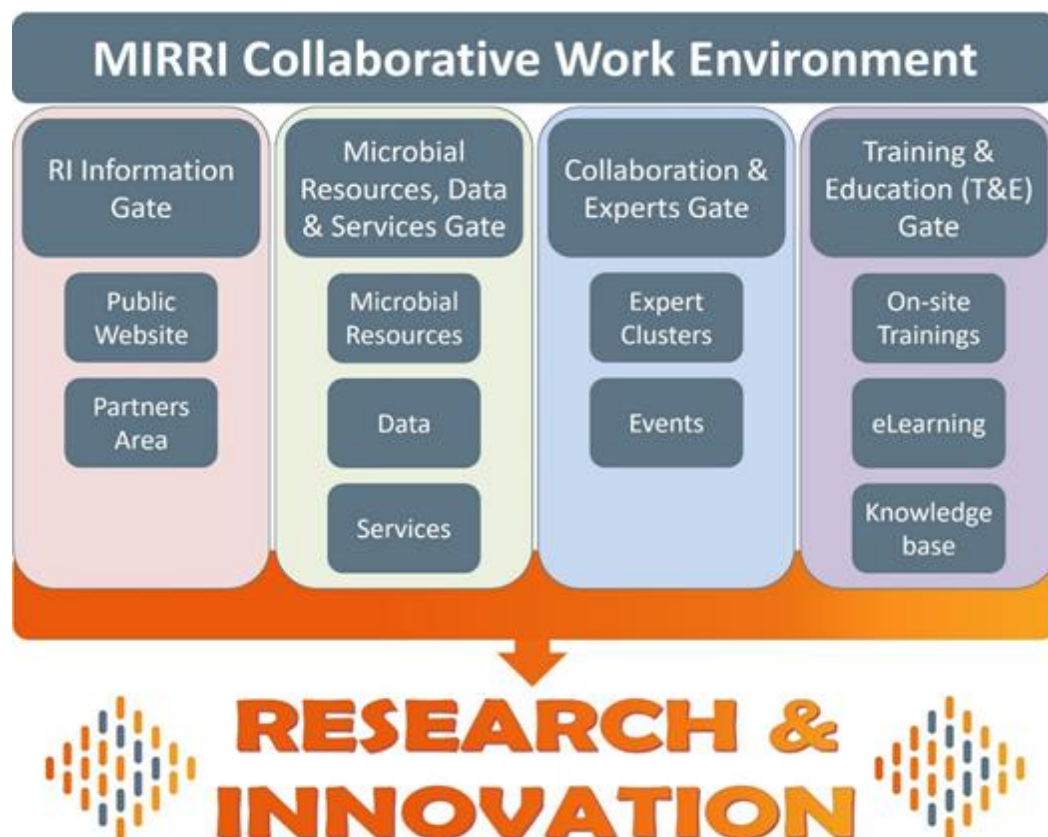 MIRRI Collaborative Work Environment
RI Information
Gate
Public
Website
Partners
Area
Microbial
Resources, Data
& Services Gate
Microbial
Resources
Data
Services
Collaboration &
Experts Gate
Expert
Clusters
Events
Training &
Education (T&E)
Gate
On-site
Trainings
eLearning
Knowledge
base
RESEARCH &
INNOVATION